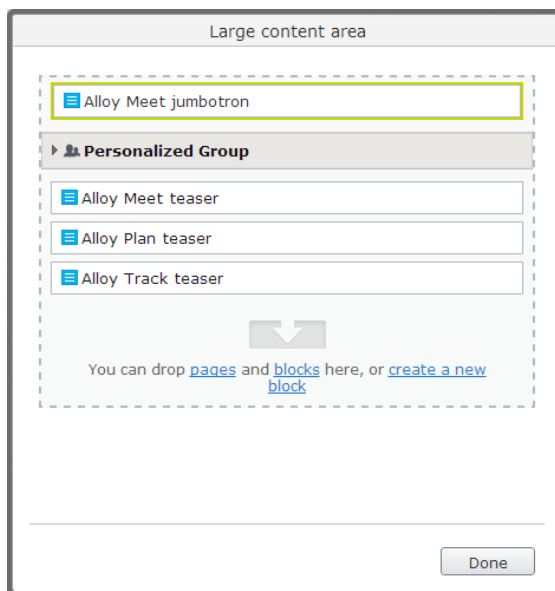 Large content area
Alloy Meet jumbotron
Personalized Group
Alloy Meet teaser
Alloy Plan teaser
Alloy Track teaser
You can drop pages and blocks here, or create a new
block
Done